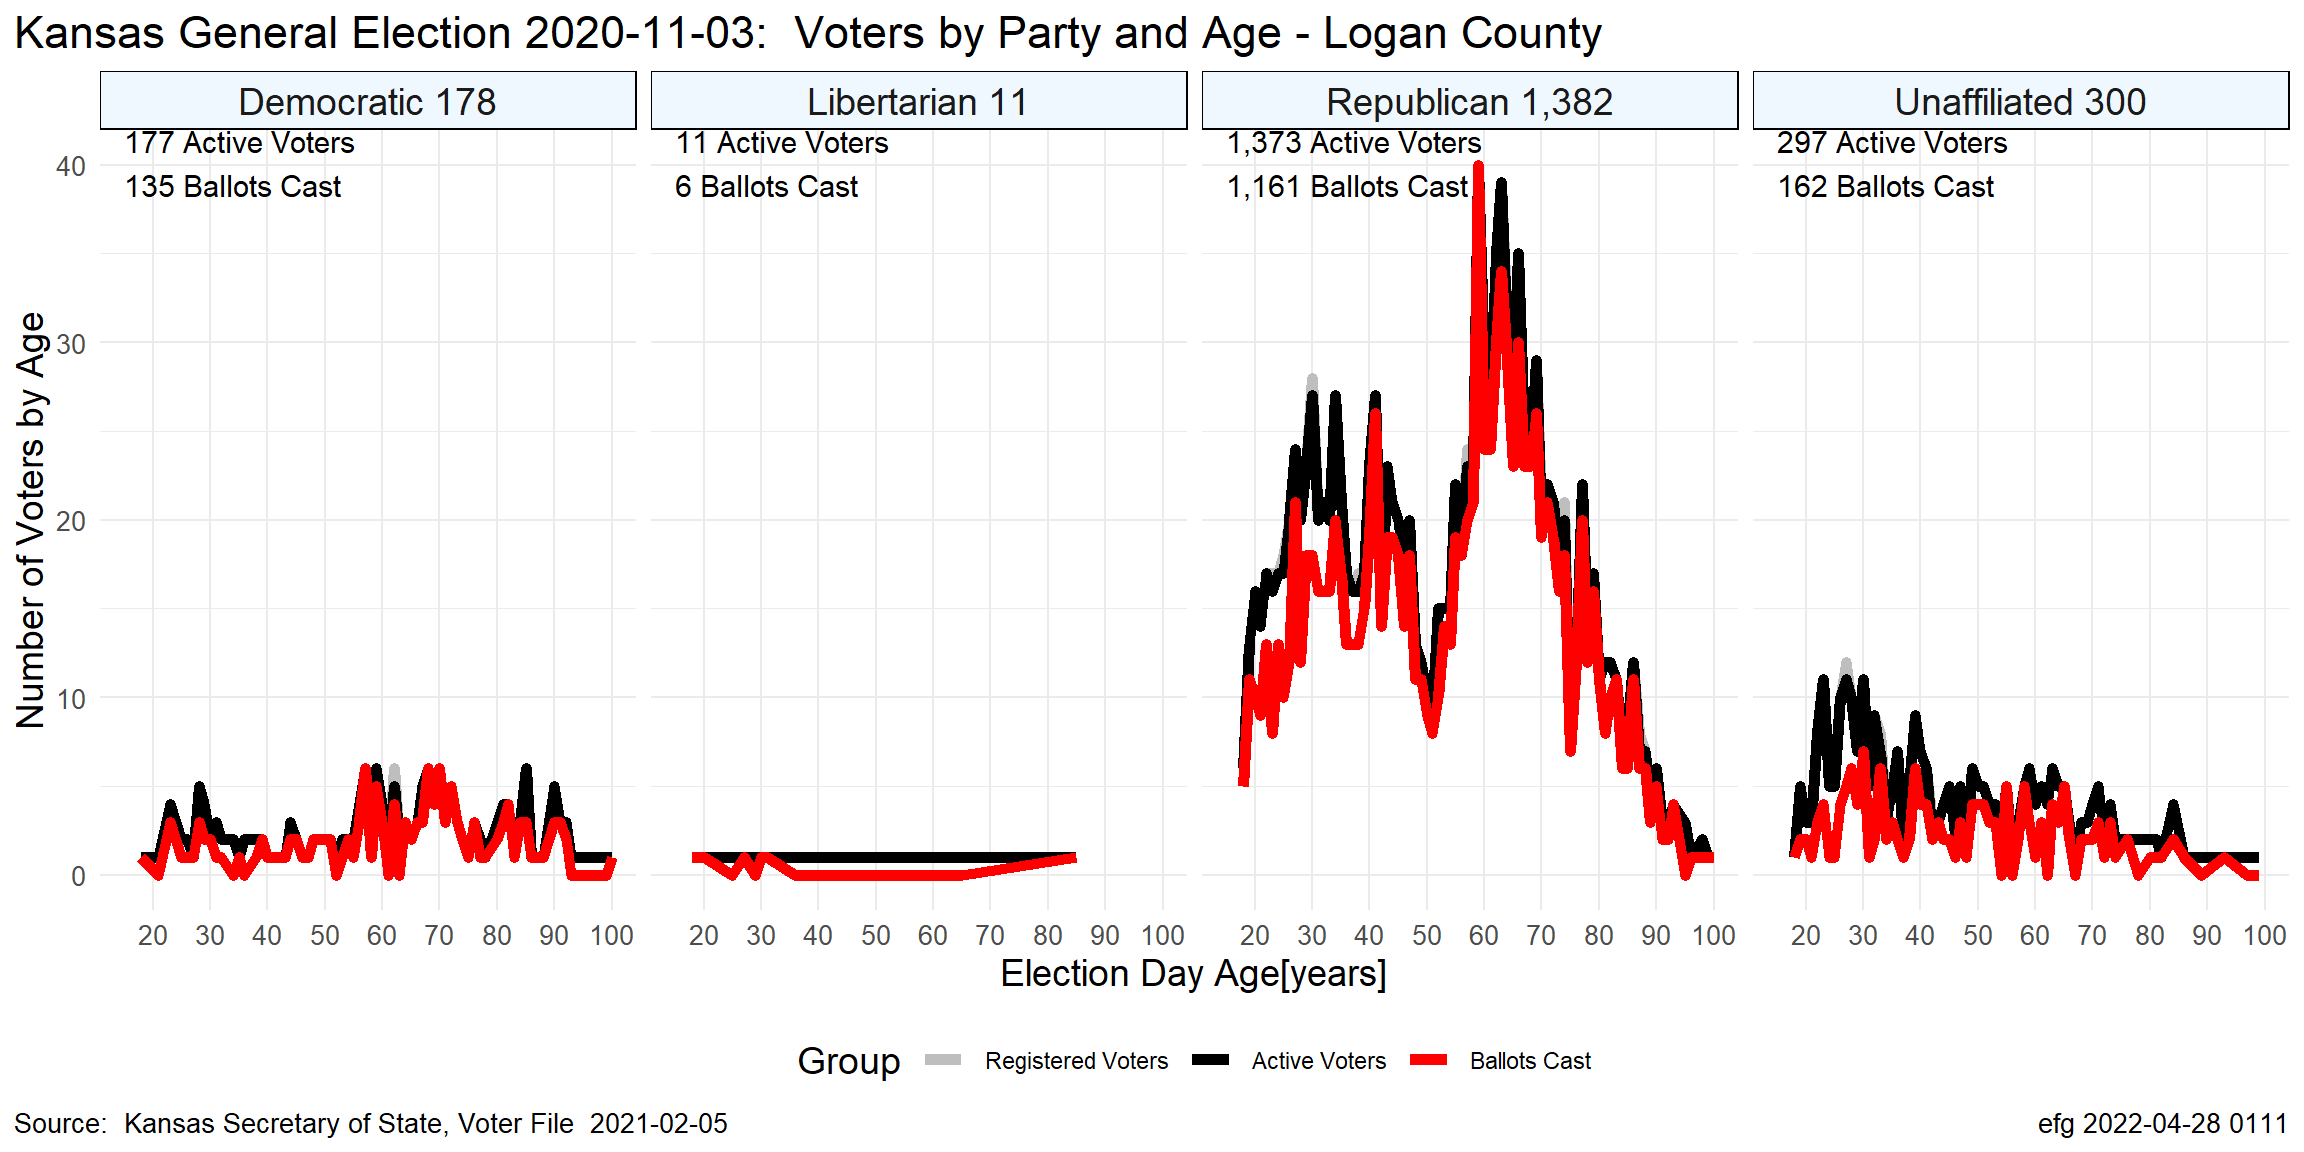 Kansas General Election 2020-11-03:  Voters by Party and Age - Logan County
Democratic 178
Libertarian 11
Republican 1,382
Unaffiliated 300
177 Active Voters
135 Ballots Cast
11 Active Voters
6 Ballots Cast
1,373 Active Voters
1,161 Ballots Cast
297 Active Voters
162 Ballots Cast
Number of Voters by Age
40
30
20
10
0
20 30 40 50 60 70 80 90 100
20 30 40 50 60 70 80 90 100
20 30 40 50 60 70 80 90 100
20 30 40 50 60 70 80 90 100
Election Day Age[years]
Group Registered Voters Active Voters Ballots Cast
Source:  Kansas Secretary of State, Voter File  2021-02-05
efg 2022-04-28 0111